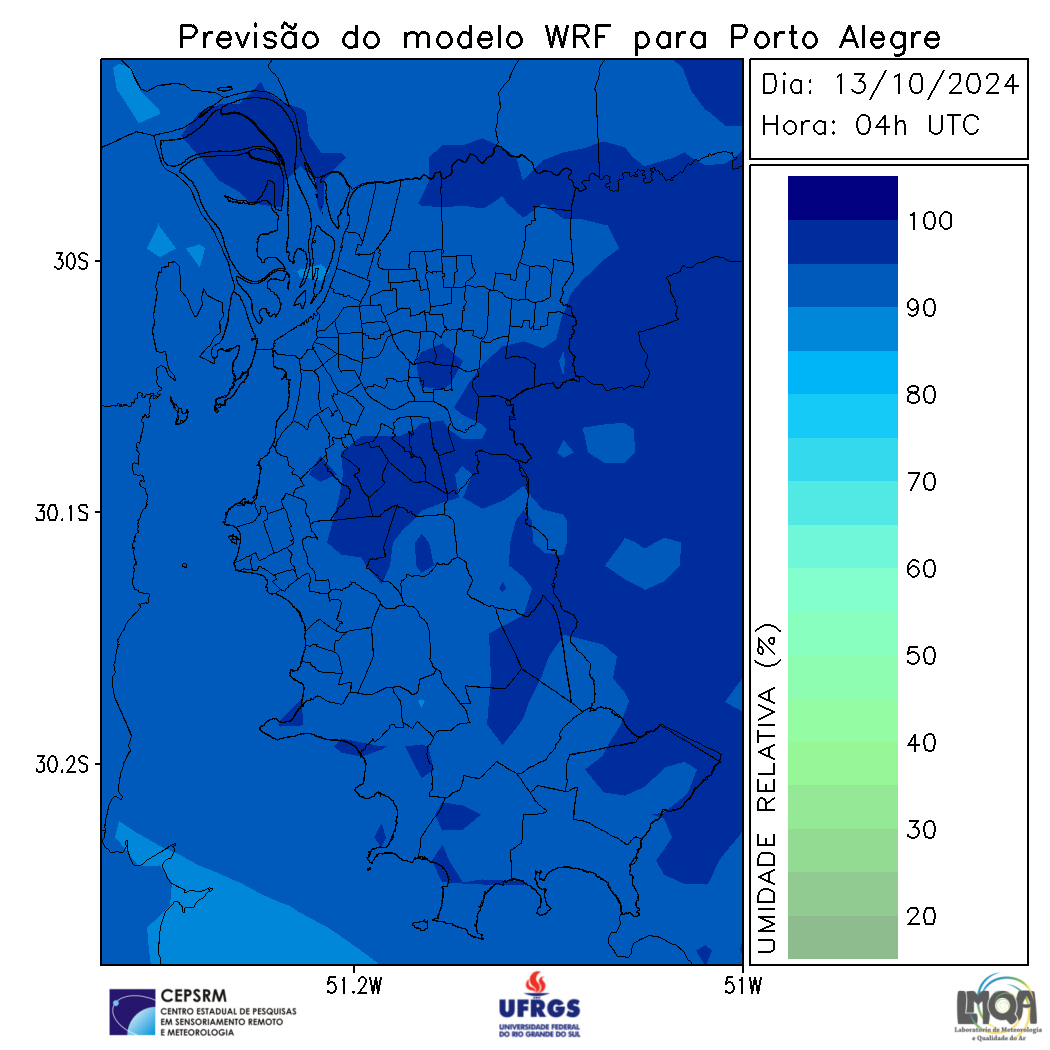 Previsão do modelo WRF para Porto Alegre
Dia: 13/10/2024
Hora: 04h UTC
30S
30.1S
30.2S
51.2W
51W
100
90
80
70
60
50
40
30
20
UMIDADE RELATIVA (%)
CEPSRM
CENTRO ESTADUAL DE PESQUISAS
EM SENSORIAMENTO REMOTO
E METEOROLOGIA
UFRGS
UNIVERSIDADE FEDERAL
DO RIO GRANDE DO SUL
LMQA
Laboratório de Meteorologia
e Qualidade do Ar